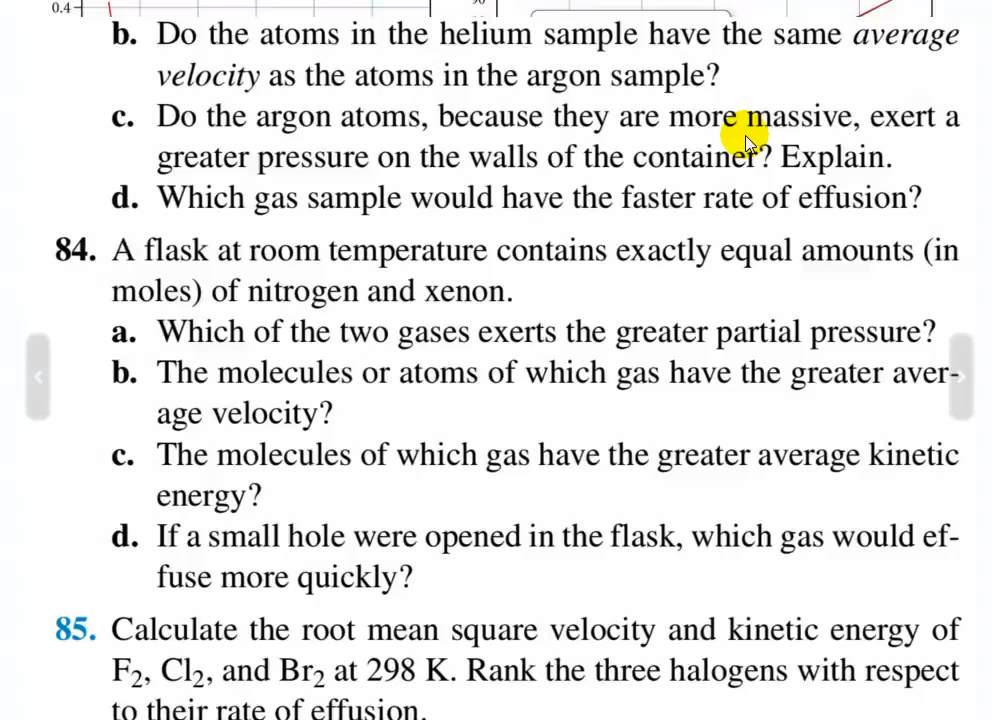 0.4
b. Do the atoms in the helium sample have the same average
velocity as the atoms in the argon sample?
c. Do the argon atoms, because they are more massive, exert a
greater pressure on the walls of the container? Explain.
d. Which gas sample would have the faster rate of effusion?
84. A flask at room temperature contains exactly equal amounts (in
moles) of nitrogen and xenon.
a. Which of the two gases exerts the greater partial pressure?
b. The molecules or atoms of which gas have the greater aver-
age velocity?
c. The molecules of which gas have the greater average kinetic
energy?
d. If a small hole were opened in the flask, which gas would ef-
fuse more quickly?
85. Calculate the root mean square velocity and kinetic energy of
F₂, Cl₂, and Br₂ at 298 K. Rank the three halogens with respect
to their rate of effusion.